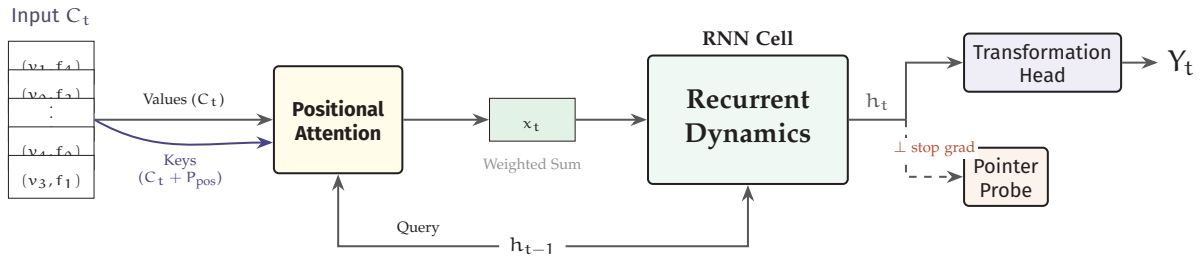 Input Cₜ
(v₁, f₄)
(v₂, f₃)
⋮
(v₄, f₂)
(v₃, f₁)
Values (Cₜ)
Keys
(Cₜ + Pₚₒₛ)
Positional
Attention
xₜ
Weighted Sum
Query
hₜ₋₁
RNN Cell
Recurrent
Dynamics
hₜ
Transformation
Head
Yₜ
⊥ stop grad
Pointer
Probe